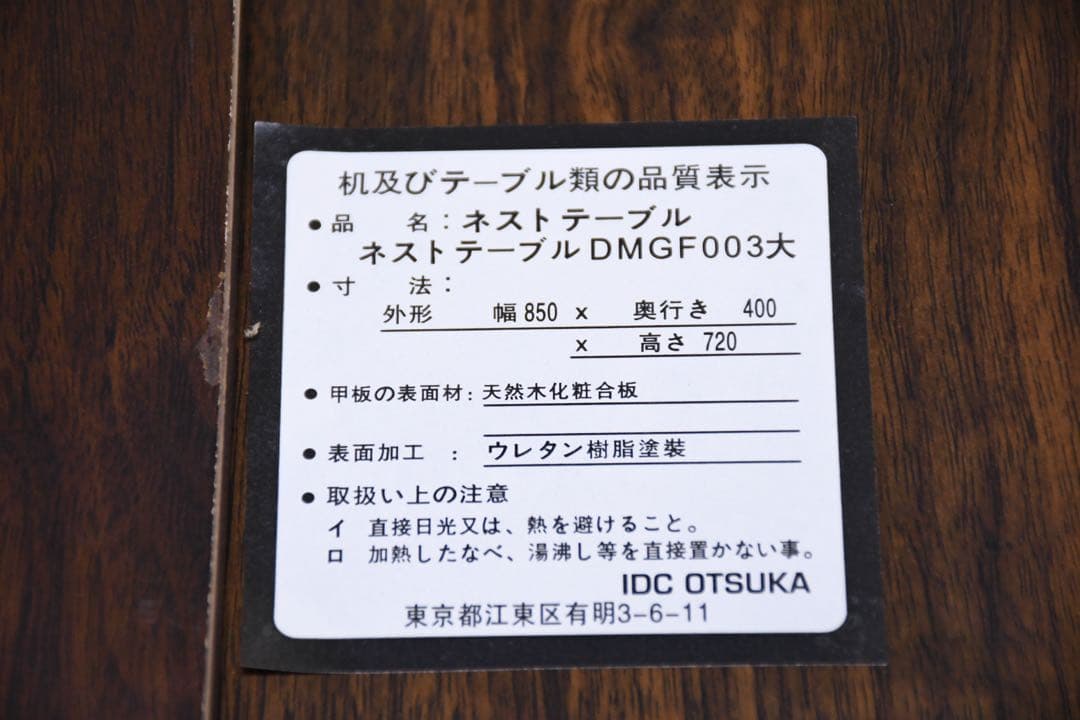 机及びテーブル類の品質表示
●品　　名：ネストテーブル
ネストテーブルDMGF003大
●寸　　法：
外形　幅850 x 奥行き 400
x 高さ 720
●甲板の表面材：天然木化粧合板
●表面加工：ウレタン樹脂塗装
●取扱い上の注意
イ 直接日光又は、熱を避けること。
ロ 加熱したなべ、湯沸し等を直接置かない事。
IDC OTSUKA
東京都江東区有明3-6-11